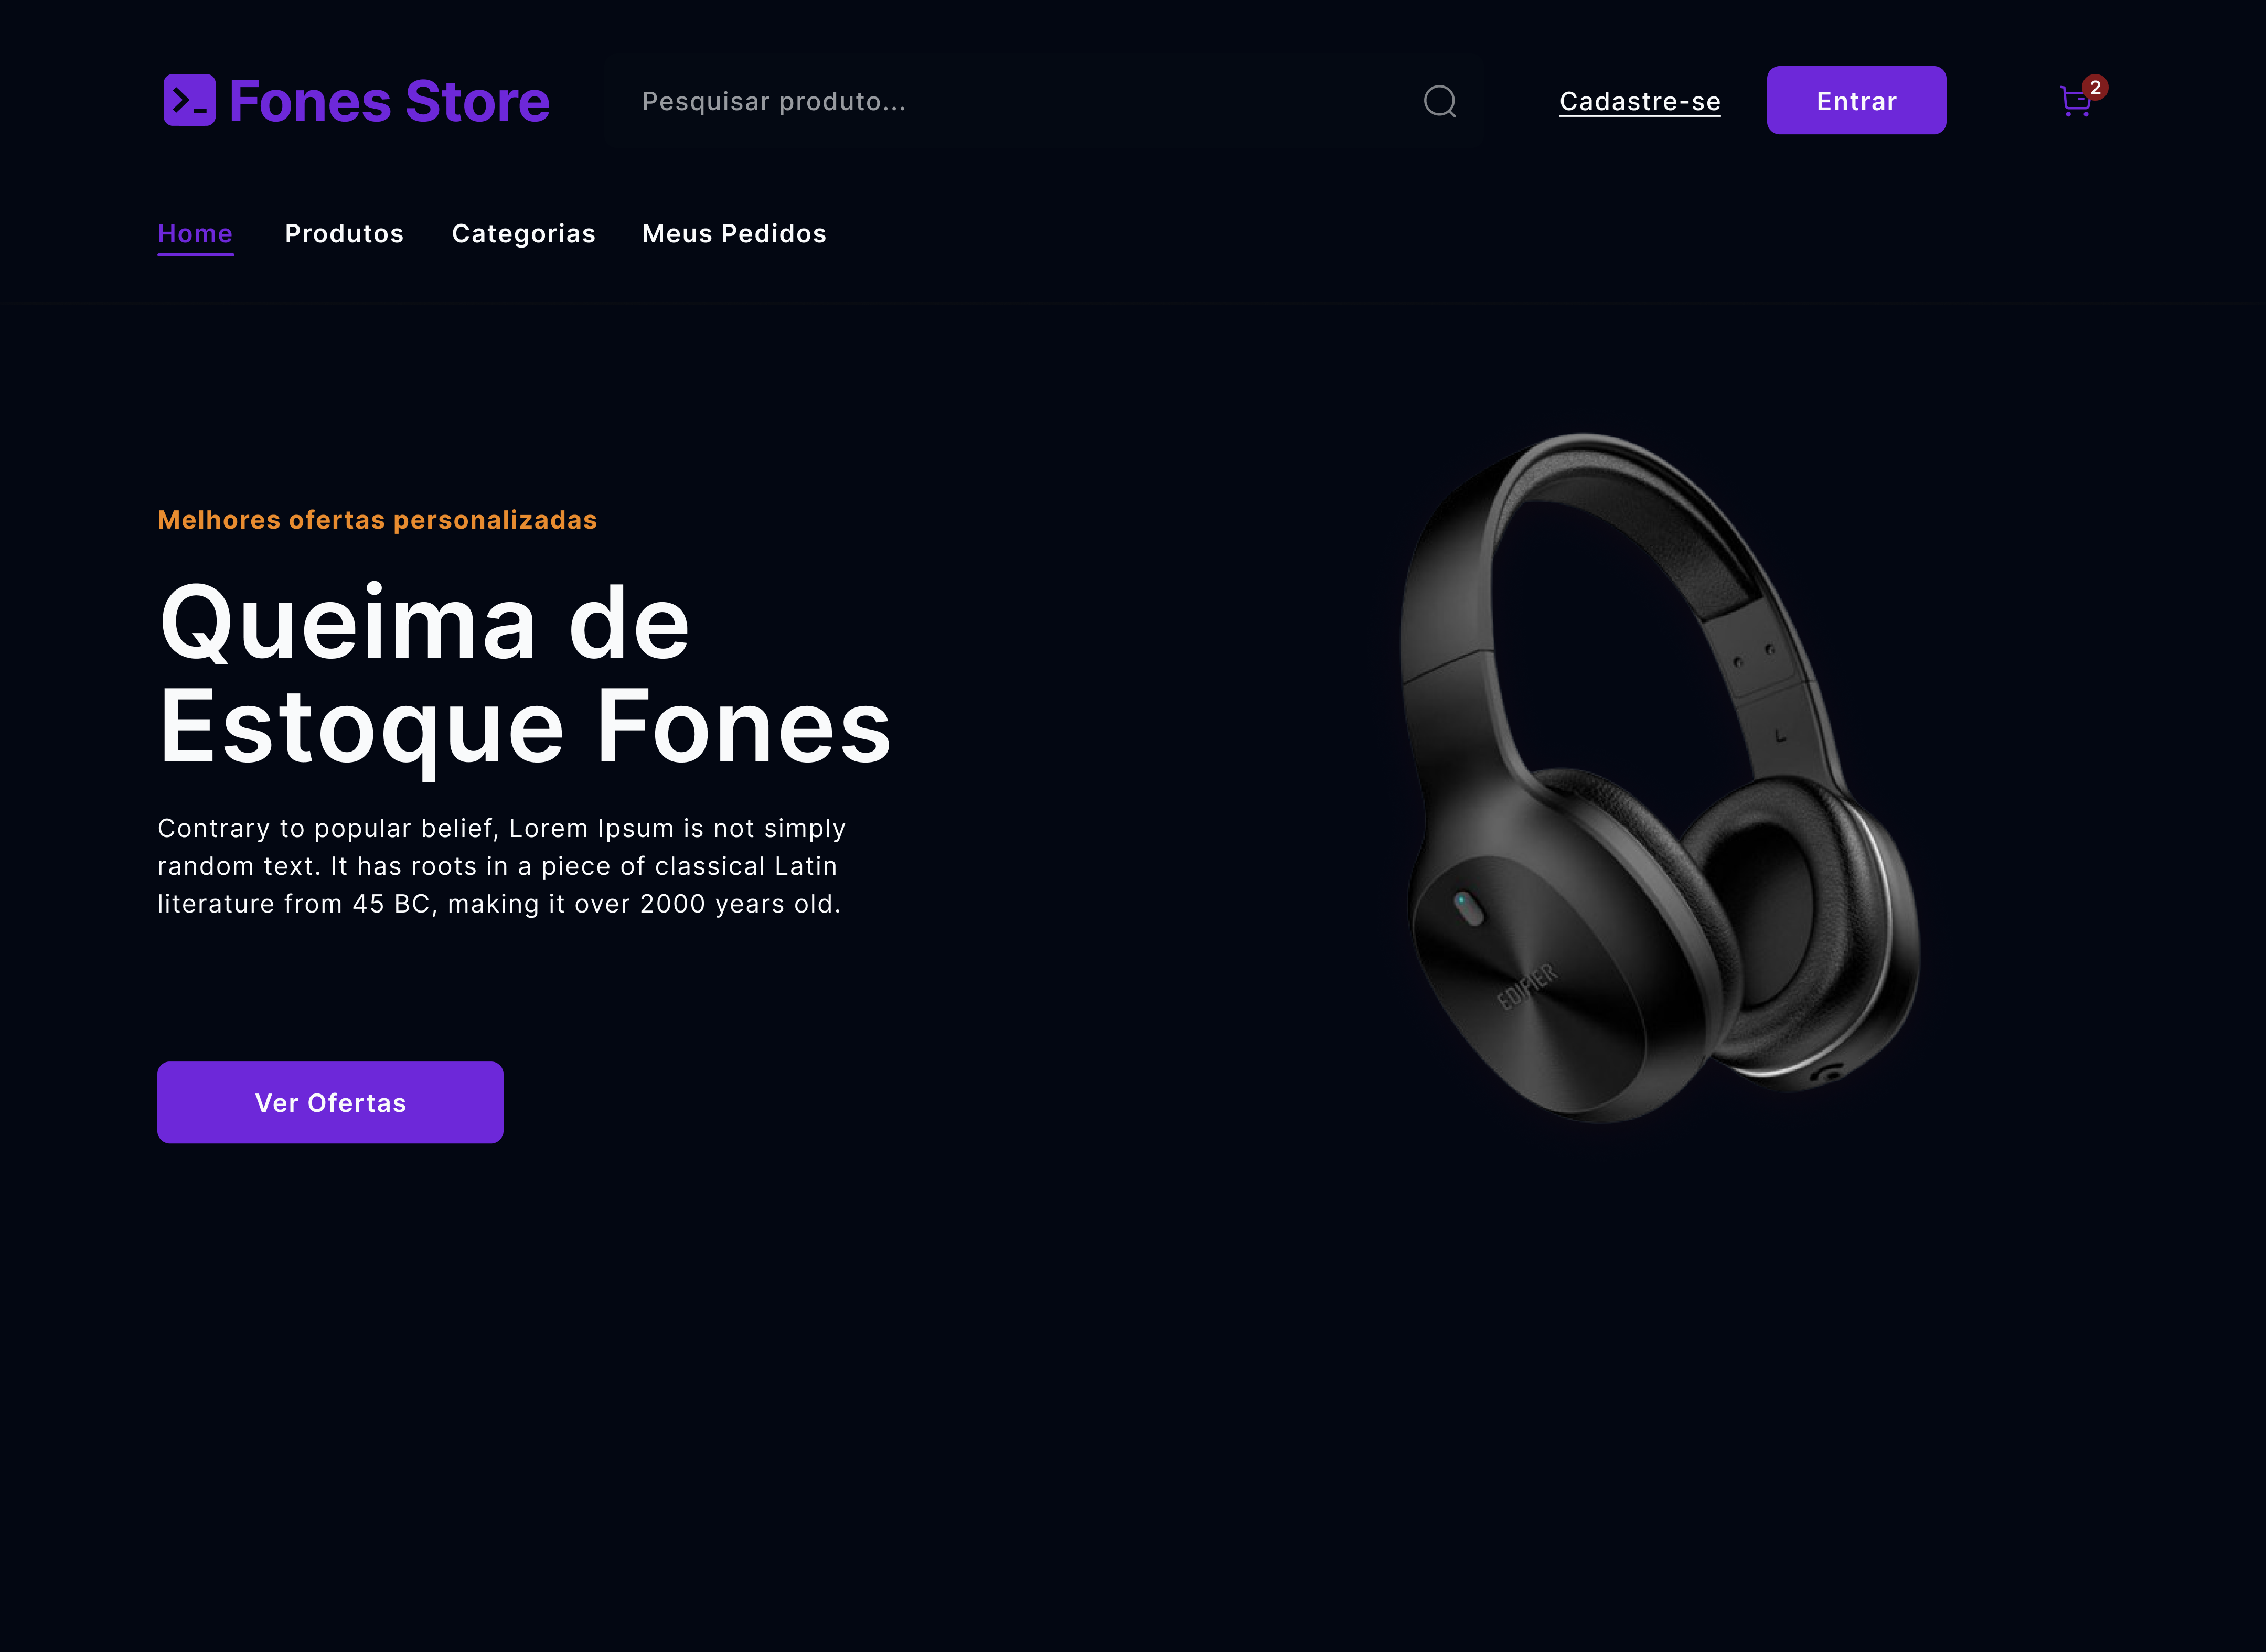 Fones Store
Pesquisar produto...
Cadastre-se
Entrar
2
Home
Produtos
Categorias
Meus Pedidos
Melhores ofertas personalizadas
Queima de
Estoque Fones
Contrary to popular belief, Lorem Ipsum is not simply
random text. It has roots in a piece of classical Latin
literature from 45 BC, making it over 2000 years old.
Ver Ofertas
L
EDIFIER